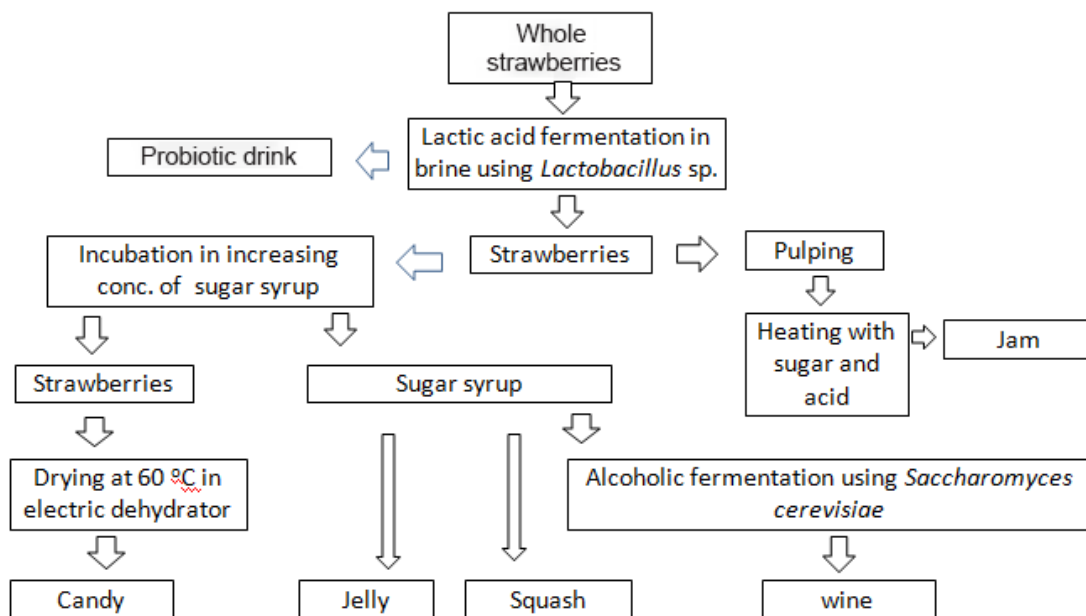 Whole
strawberries
Lactic acid fermentation in
brine using Lactobacillus sp.
Probiotic drink
Incubation in increasing
conc. of sugar syrup
Strawberries
Pulping
Heating with
sugar and
acid
Jam
Strawberries
Sugar syrup
Drying at 60 ºC in
electric dehydrator
Alcoholic fermentation using Saccharomyces
cerevisiae
Candy
Jelly
Squash
wine